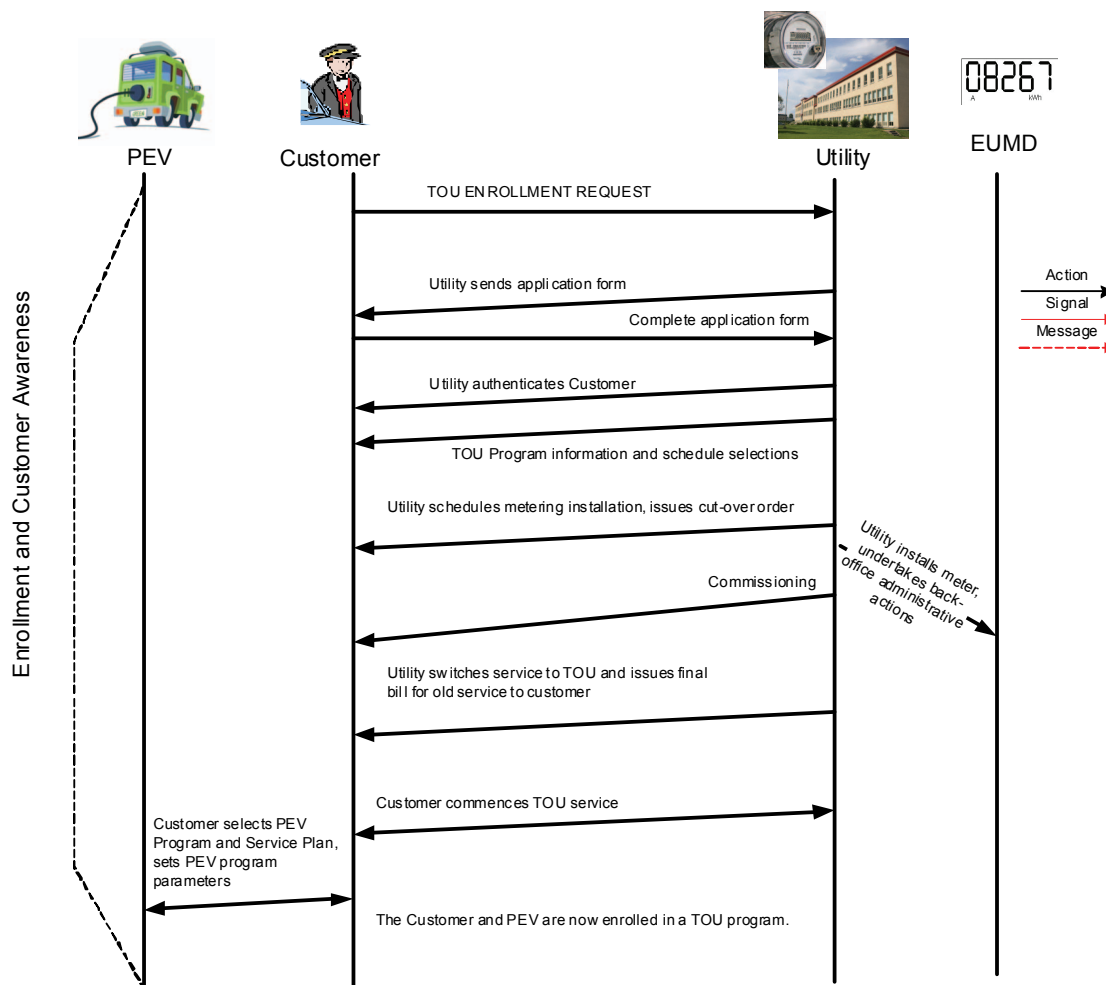 08267
A
kWh
PEV
Customer
Utility
EUMD
TOU ENROLLMENT REQUEST
Utility sends application form
Complete application form
Action
Signal
Message
Enrollment and Customer Awareness
Utility authenticates Customer
TOU Program information and schedule selections
Utility schedules metering installation, issues cut-over order
Utility installs meter,
undertakes back-
office administrative
actions
Commissioning
Utility switches service to TOU and issues final
bill for old service to customer
Customer commences TOU service
Customer selects PEV
Program and Service Plan,
sets PEV program
parameters
The Customer and PEV are now enrolled in a TOU program.